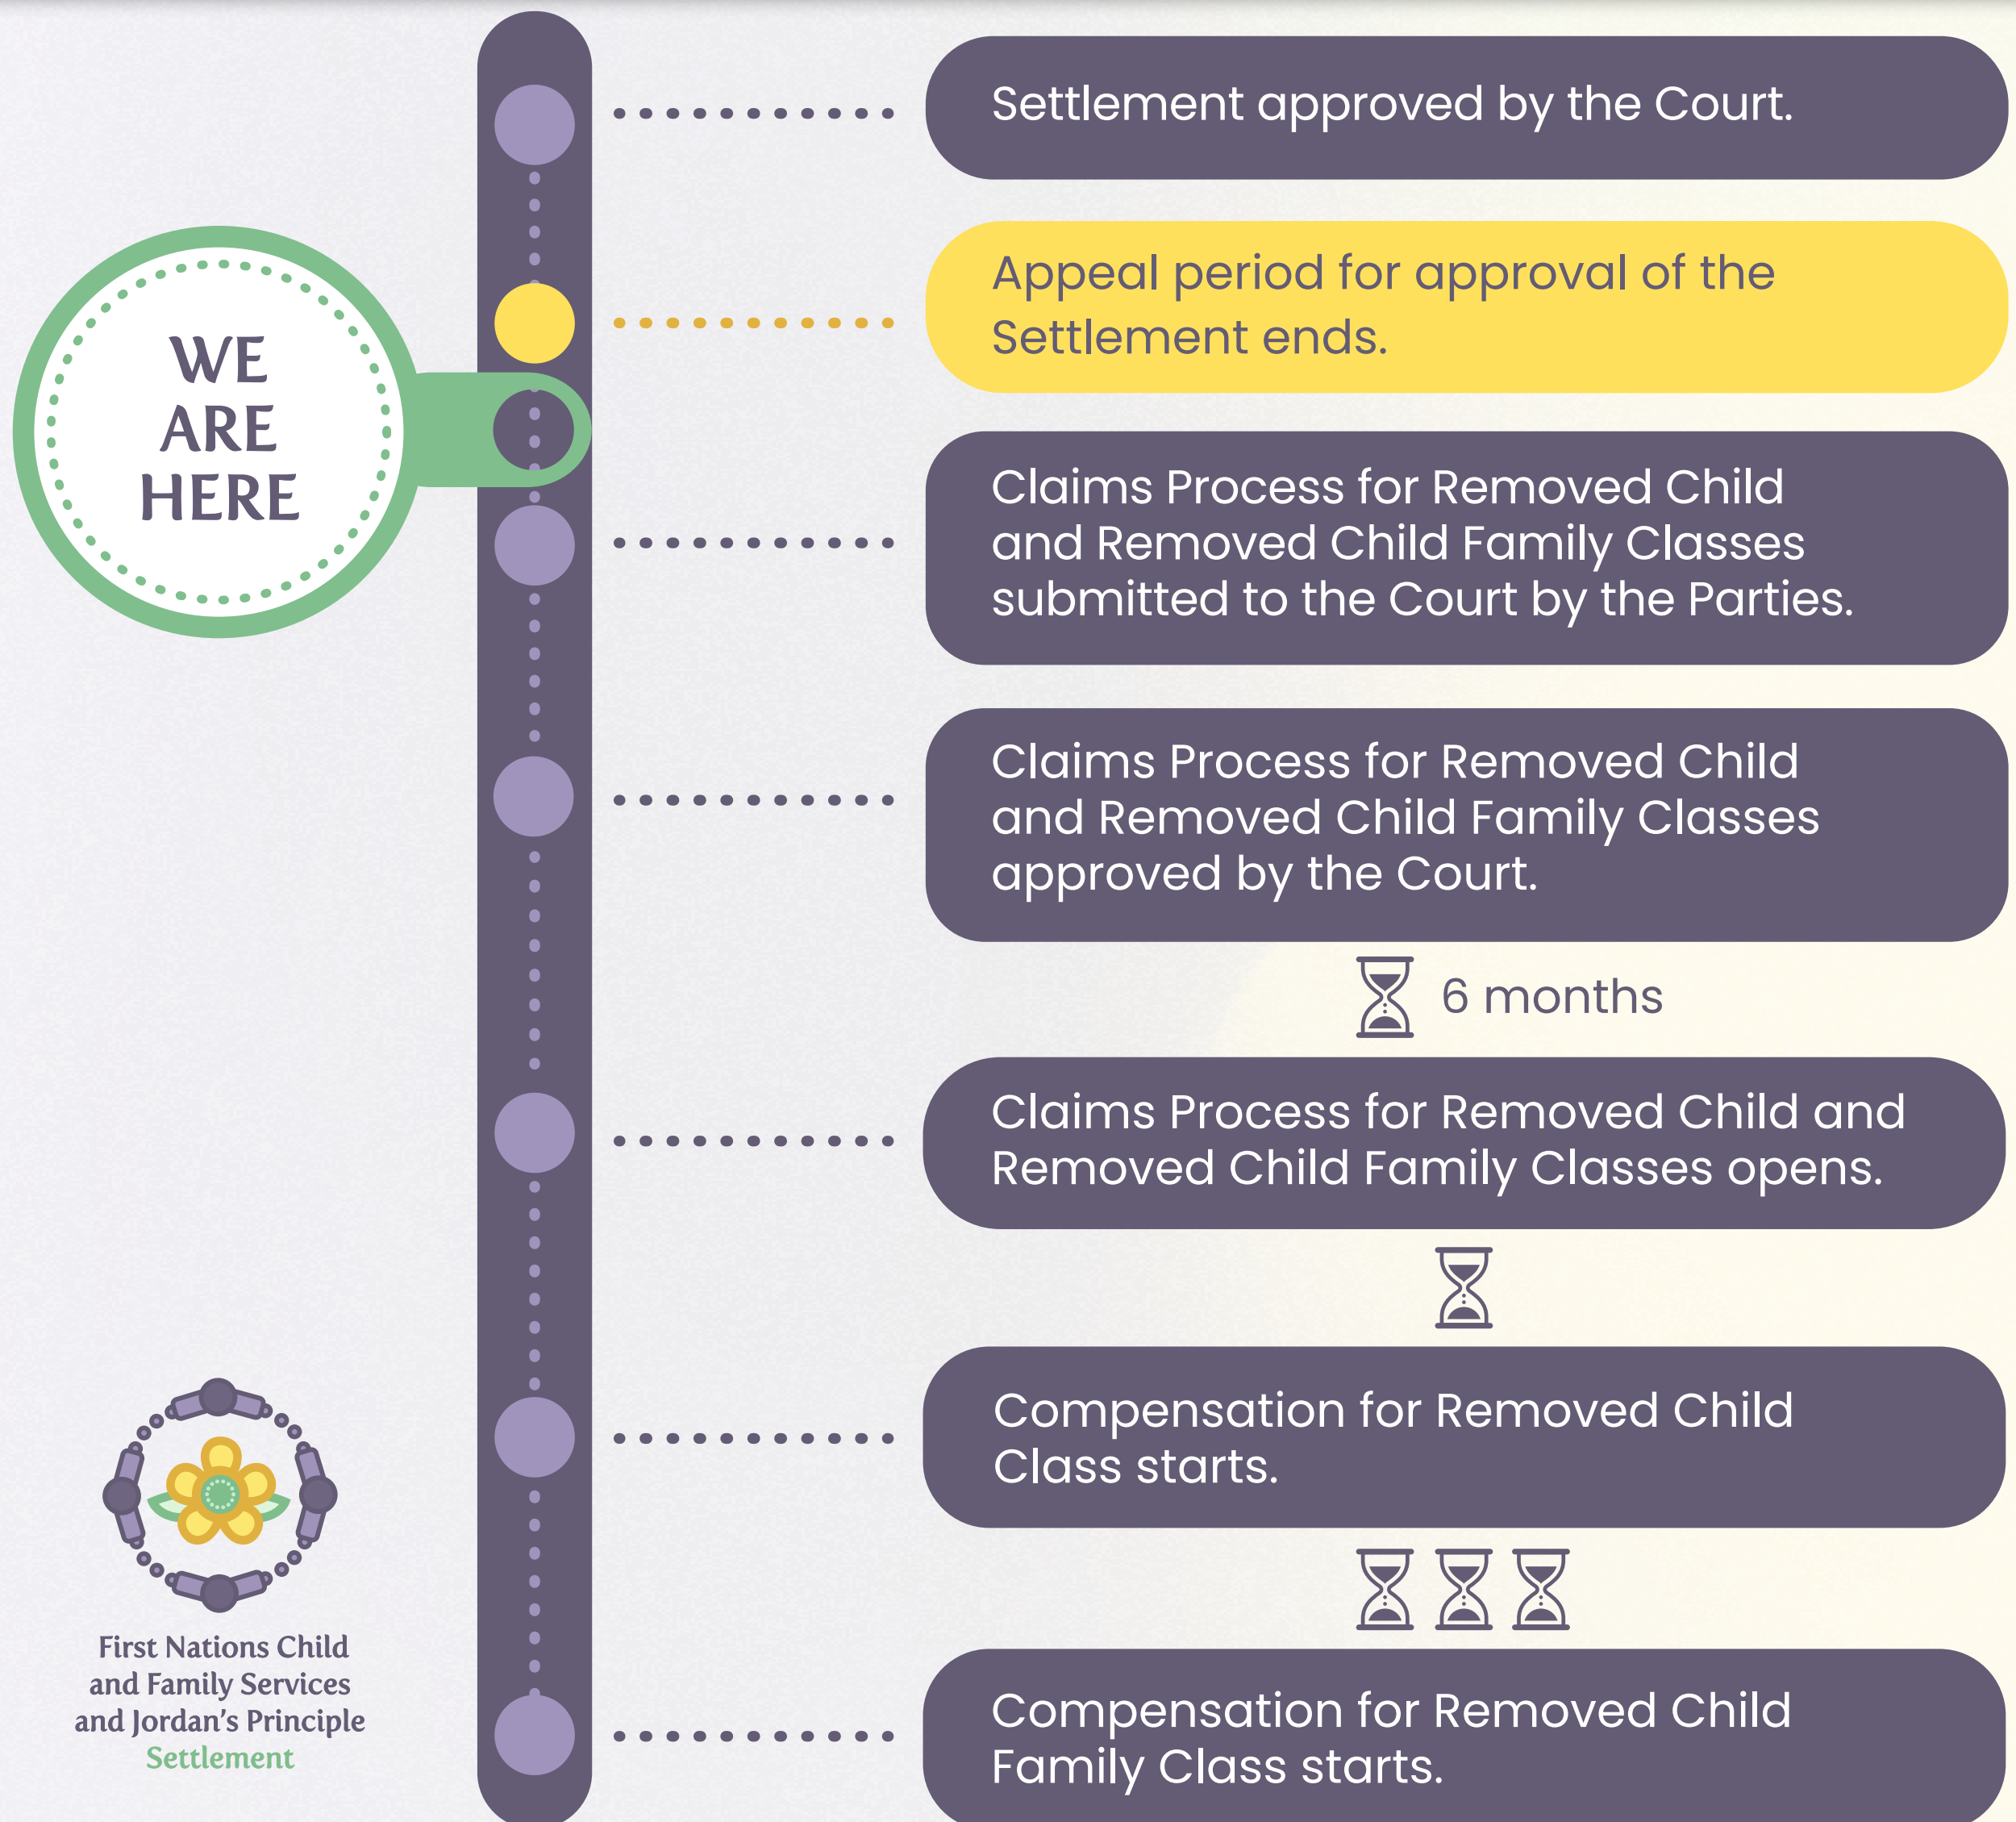 Settlement approved by the Court.
Appeal period for approval of the
Settlement ends.
WE
ARE
HERE
Claims Process for Removed Child
and Removed Child Family Classes
submitted to the Court by the Parties.
Claims Process for Removed Child
and Removed Child Family Classes
approved by the Court.
6 months
Claims Process for Removed Child and
Removed Child Family Classes opens.
Compensation for Removed Child
Class starts.
Compensation for Removed Child
Family Class starts.
First Nations Child
and Family Services
and Jordan's Principle
Settlement